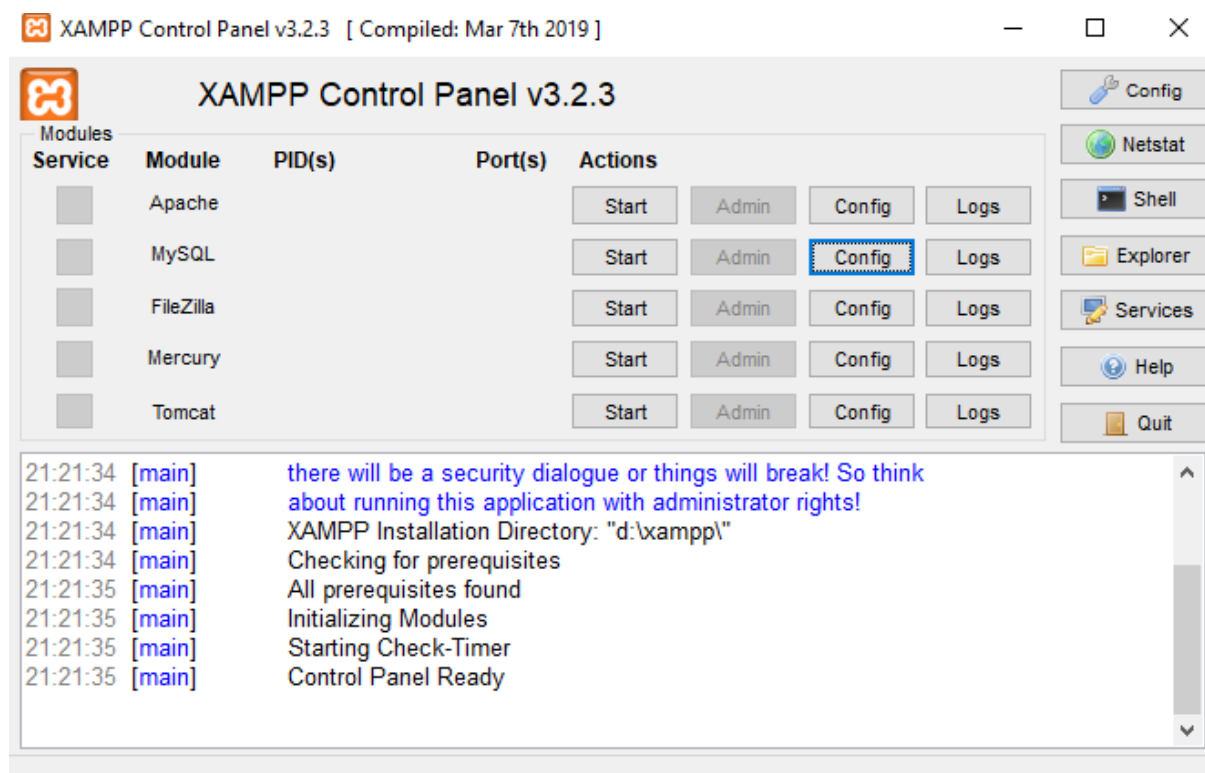 XAMPP Control Panel v3.2.3 [ Compiled: Mar 7th 2019 ]
XAMPP Control Panel v3.2.3
Config
Modules
Service Module PID(s) Port(s) Actions
Netstat
Apache Start Admin Config Logs
Shell
MySQL Start Admin Config Logs
Explorer
FileZilla Start Admin Config Logs
Services
Mercury Start Admin Config Logs
Help
Tomcat Start Admin Config Logs
Quit
21:21:34 [main] there will be a security dialogue or things will break! So think
21:21:34 [main] about running this application with administrator rights!
21:21:34 [main] XAMPP Installation Directory: "d:\xampp\"
21:21:34 [main] Checking for prerequisites
21:21:35 [main] All prerequisites found
21:21:35 [main] Initializing Modules
21:21:35 [main] Starting Check-Timer
21:21:35 [main] Control Panel Ready